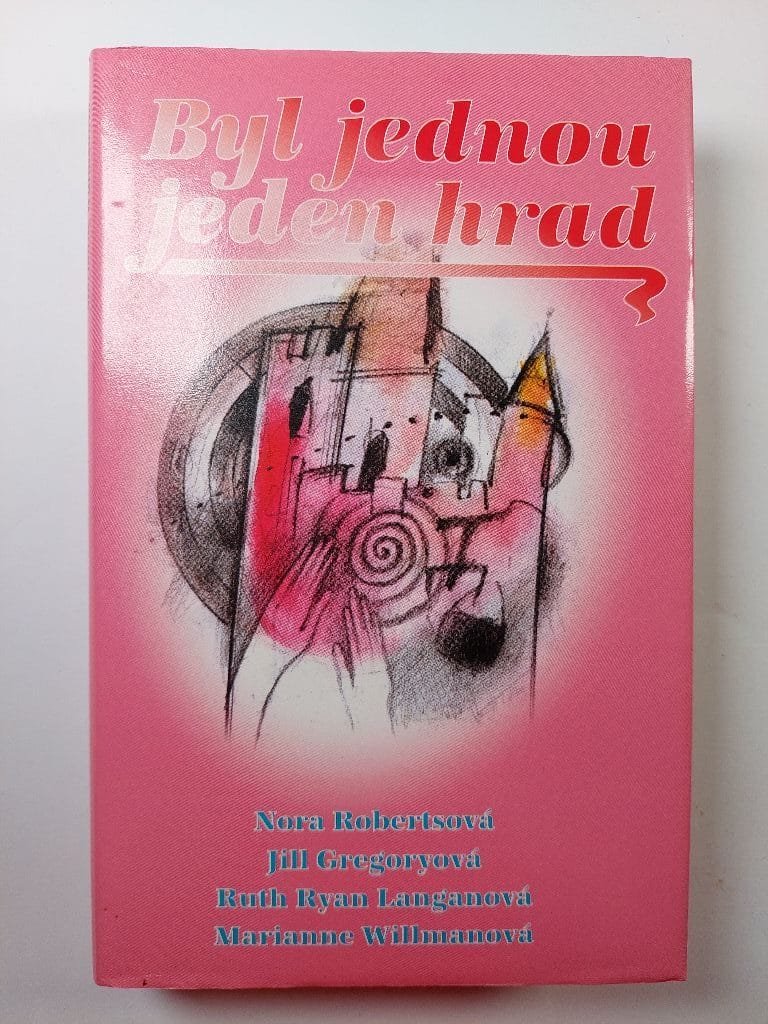 Byl jednou
jeden hrad
Nora Robertsová
Jill Gregoryová
Ruth Ryan Langanová
Marianne Willmanová